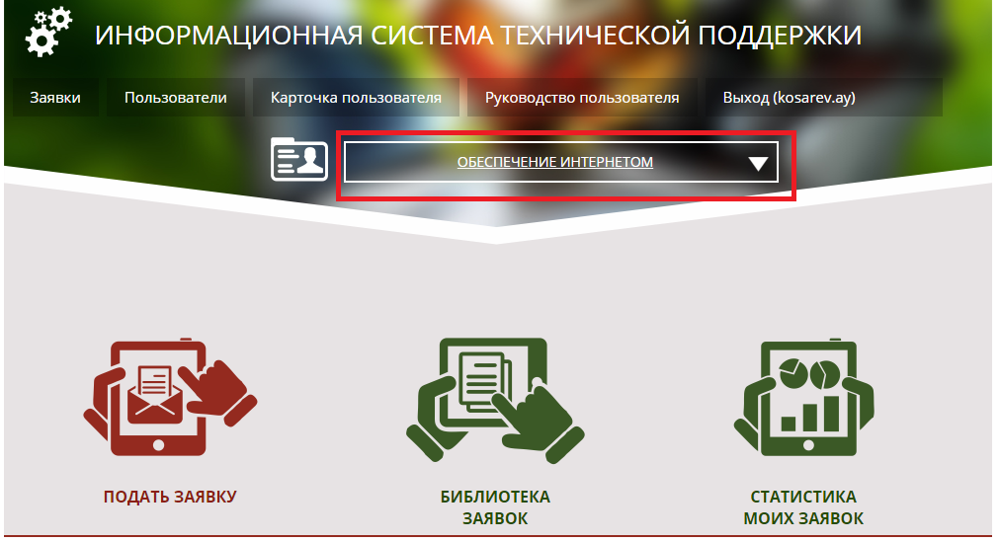 ИНФОРМАЦИОННАЯ СИСТЕМА ТЕХНИЧЕСКОЙ ПОДДЕРЖКИ
Заявки Пользователи Карточка пользователя Руководство пользователя Выход (kosarev.ay)
ОБЕСПЕЧЕНИЕ ИНТЕРНЕТОМ
ПОДАТЬ ЗАЯВКУ
БИБЛИОТЕКА
ЗАЯВОК
СТАТИСТИКА
МОИХ ЗАЯВОК